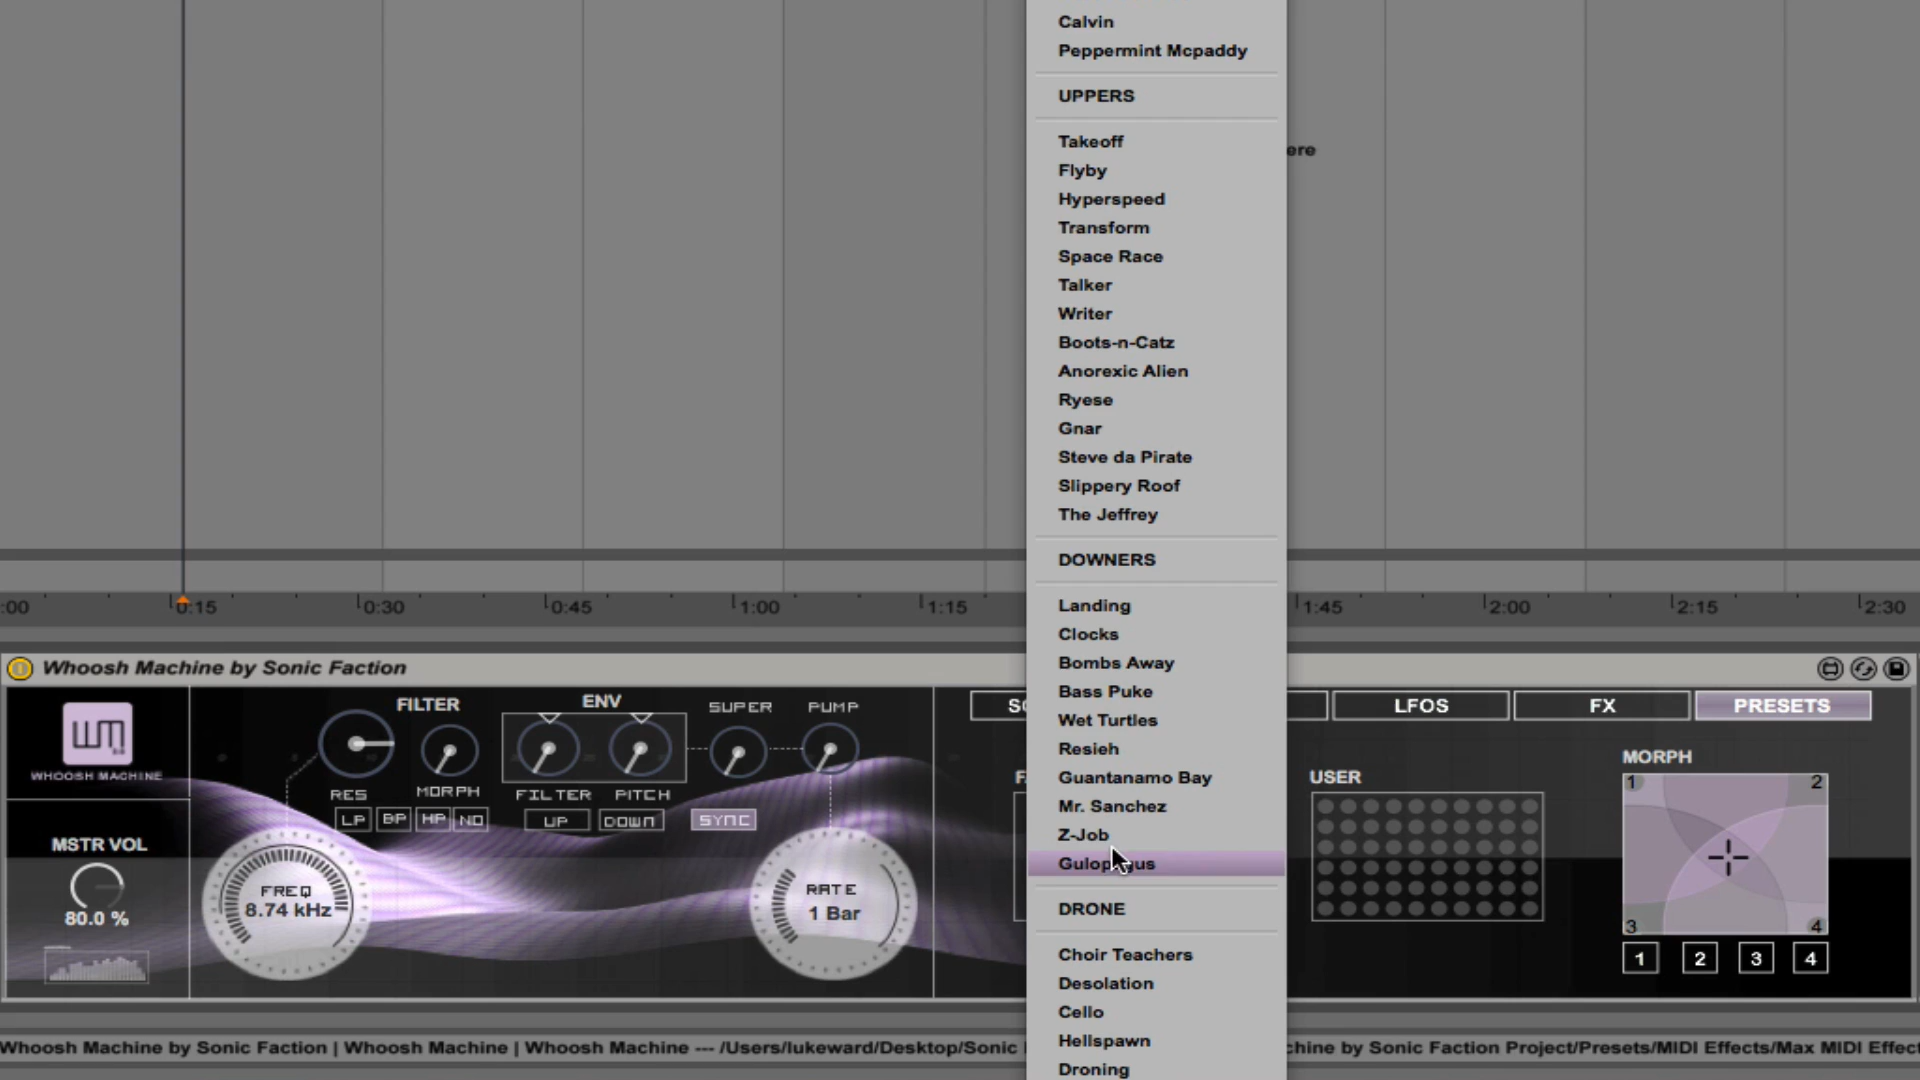 Calvin
Peppermint Mcpaddy
UPPERS
Takeoff
ere
Flyby
Hyperspeed
Transform
Space Race
Talker
Writer
Boots-n-Catz
Anorexic Alien
Ryese
Gnar
Steve da Pirate
Slippery Roof
The Jeffrey
DOWNERS
Landing
Clocks
Bombs Away
Bass Puke
Wet Turtles
Resieh
Guantanamo Bay
Mr. Sanchez
Z-Job
DRONE
Choir Teachers
Desolation
Cello
Hellspawn
Droning
:00 0:15 0:30 0:45 1:00 1:15 1:45 2:00 2:15 2:30
Whoosh Machine by Sonic Faction
wm
WHOOSH MACHINE
MSTR VOL
80.0 %
FILTER
ENV
SUPER
PUMP
RES
MORPH
FILTER
PITCH
LP BP HP NO
UP
DOWN
SYNC
FREQ
8.74 kHz
RATE
1 Bar
LFOS
FX
PRESETS
USER
MORPH
1 2
3 4
1 2 3 4
Whoosh Machine by Sonic Faction | Whoosh Machine | Whoosh Machine --- /Users/lukeward/Desktop/Sonic chine by Sonic Faction Project/Presets/MIDI Effects/Max MIDI Effect